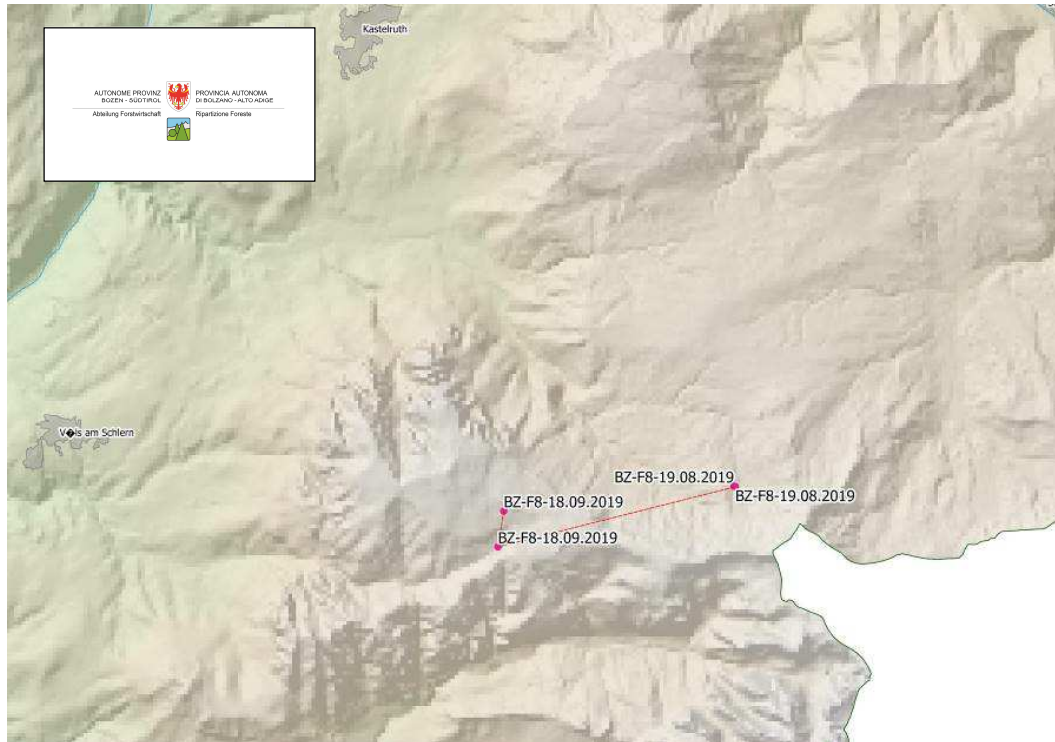 Kastelruth
AUTONOME PROVINZ
BOZEN - SÜDTIROL
PROVINCIA AUTONOMA
DI BOLZANO - ALTO ADIGE
Abteilung Forstwirtschaft
Ripartizione Foreste
V�ls am Schlern
BZ-F8-19.08.2019
BZ-F8-19.08.2019
BZ-F8-18.09.2019
BZ-F8-18.09.2019